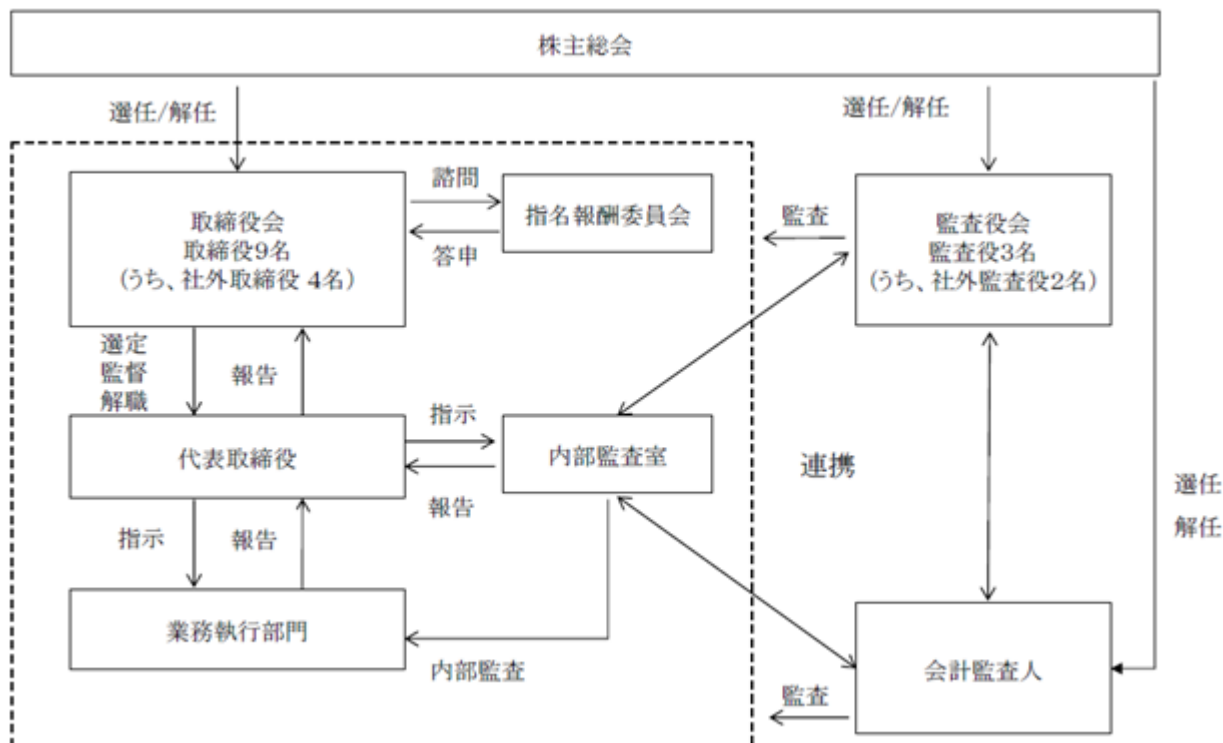 株主総会
選任/解任
選任/解任
諮問
取締役会
取締役9名
(うち、社外取締役 4名)
指名報酬委員会
答申
監査
監査役会
監査役3名
(うち、社外監査役2名)
選定
監督
解職
報告
指示
代表取締役
内部監査室
報告
連携
選任
解任
指示
報告
業務執行部門
内部監査
会計監査人
監査